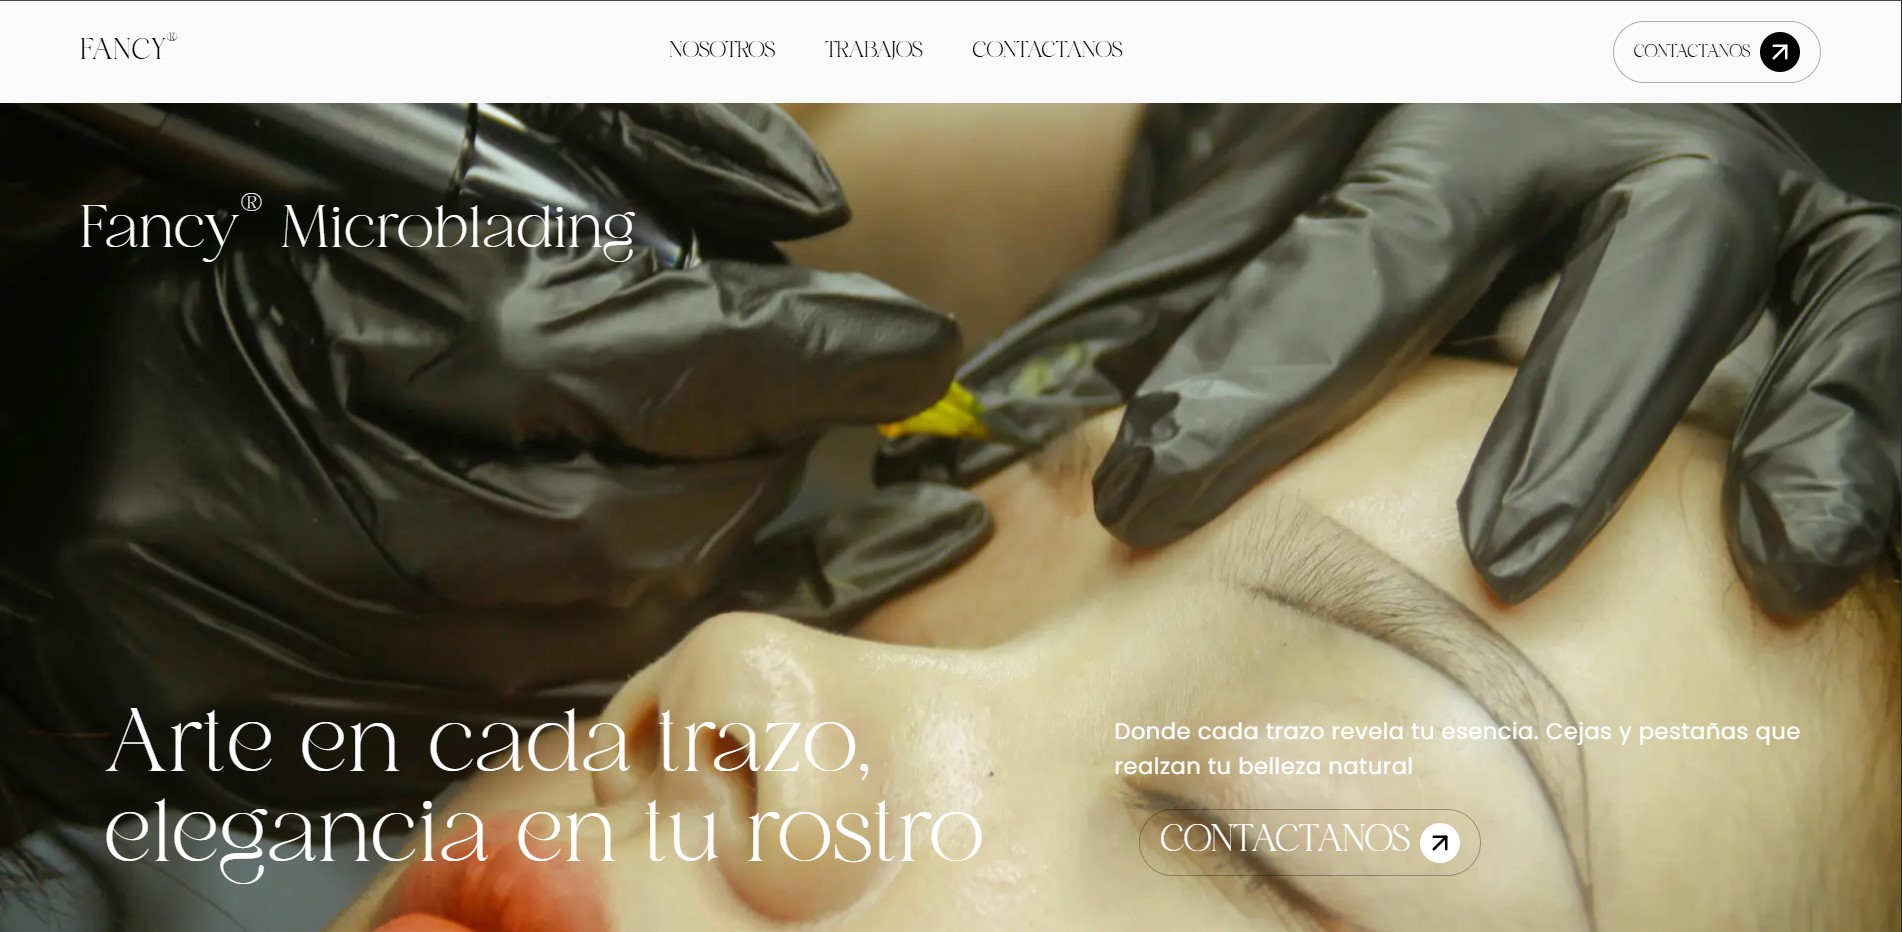 FANCY®
NOSOTROS
TRABAJOS
CONTACTANOS
CONTACTANOS
Fancy® Microblading
Arte en cada trazo,
elegancia en tu rostro
Donde cada trazo revela tu esencia. Cejas y pestañas que
realzan tu belleza natural
CONTACTANOS